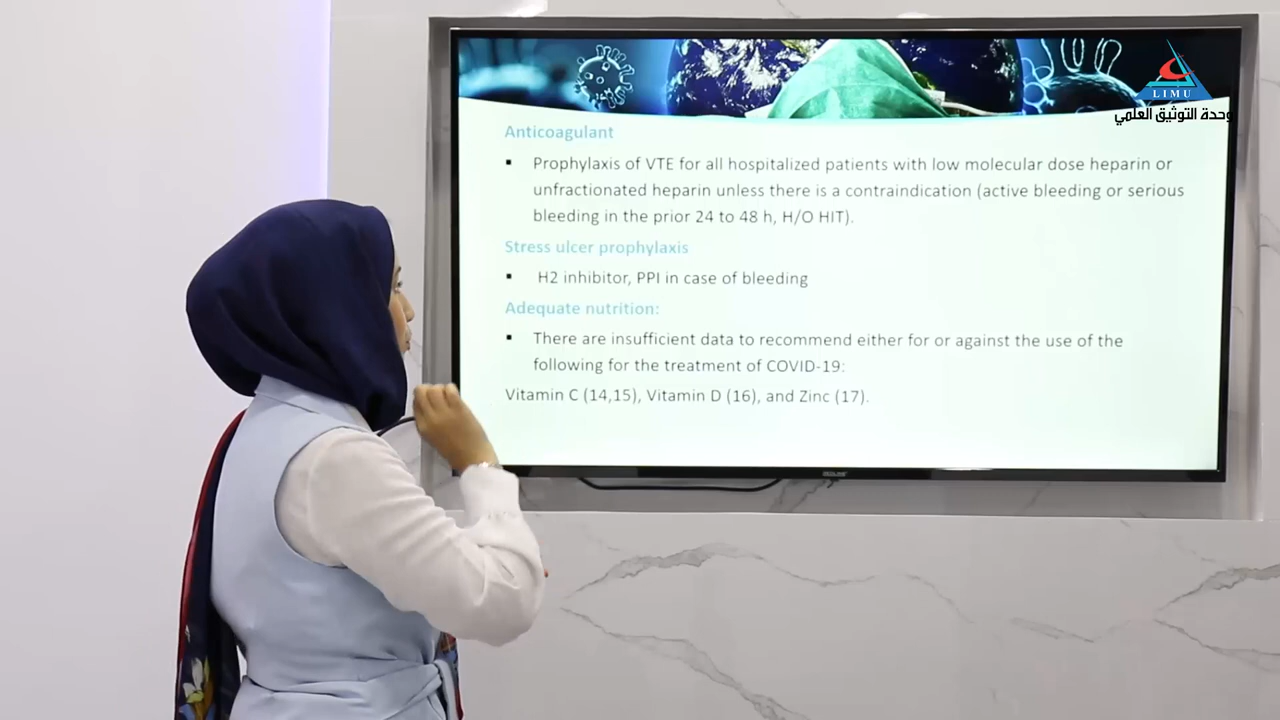 LIMU
وحدة التوثيق العلمي
Anticoagulant
▪ Prophylaxis of VTE for all hospitalized patients with low molecular dose heparin or
unfractionated heparin unless there is a contraindication (active bleeding or serious
bleeding in the prior 24 to 48 h, H/O HIT).
Stress ulcer prophylaxis
▪ H2 inhibitor, PPI in case of bleeding
Adequate nutrition:
▪ There are insufficient data to recommend either for or against the use of the
following for the treatment of COVID-19:
Vitamin C (14,15), Vitamin D (16), and Zinc (17).